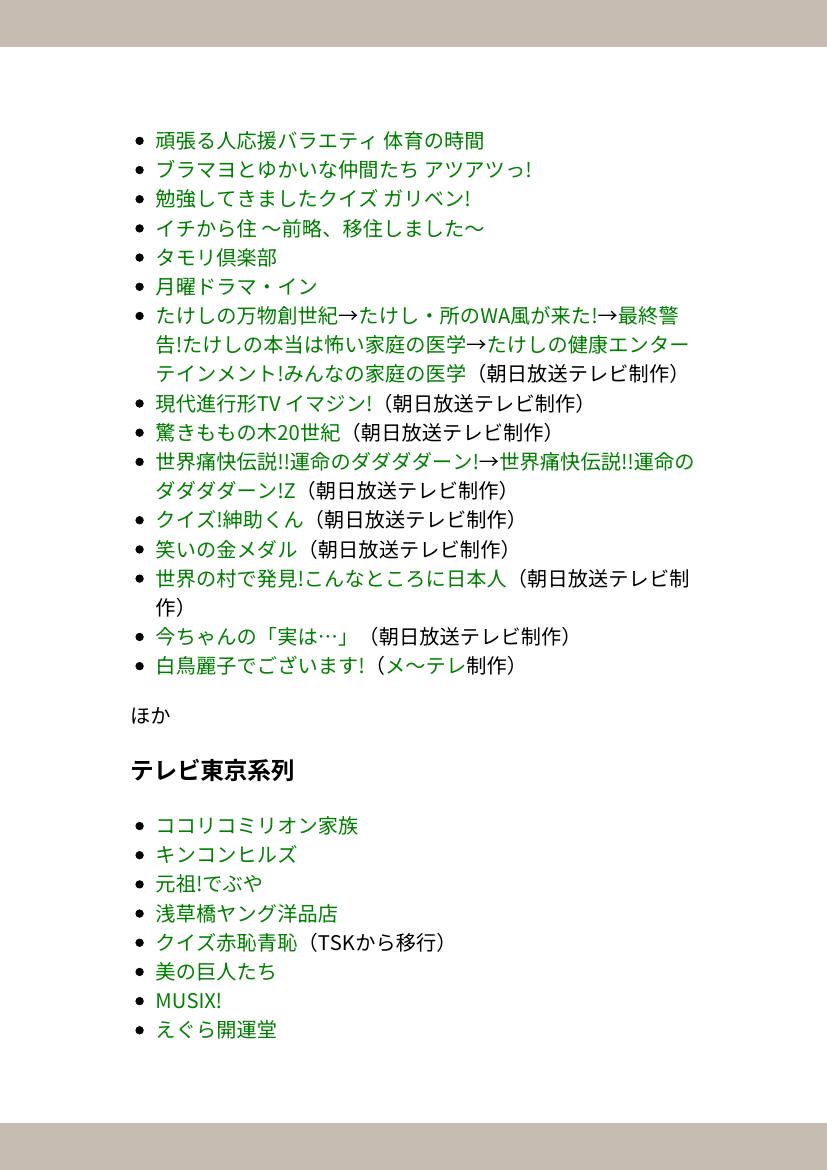 頑張る人応援バラエティ 体育の時間
ブラマヨとゆかいな仲間たち アツアツっ!
勉強してきましたクイズ ガリベン!
イチから住 〜前略、移住しました〜
タモリ倶楽部
月曜ドラマ・イン
たけしの万物創世紀→たけし・所のWA風が来た!→最終警
告!たけしの本当は怖い家庭の医学→たけしの健康エンター
テインメント!みんなの家庭の医学（朝日放送テレビ制作）
現代進行形TV イマジン!（朝日放送テレビ制作）
驚きももの木20世紀（朝日放送テレビ制作）
世界痛快伝説!!運命のダダダダーン!→世界痛快伝説!!運命の
ダダダダーン!Z（朝日放送テレビ制作）
クイズ!紳助くん（朝日放送テレビ制作）
笑いの金メダル（朝日放送テレビ制作）
世界の村で発見!こんなところに日本人（朝日放送テレビ制
作）
今ちゃんの「実は…」（朝日放送テレビ制作）
白鳥麗子でございます!（メ〜テレ制作）
ほか
テレビ東京系列
ココリコミリオン家族
キンコンヒルズ
元祖!でぶや
浅草橋ヤング洋品店
クイズ赤恥青恥（TSKから移行）
美の巨人たち
MUSIX!
えぐら開運堂